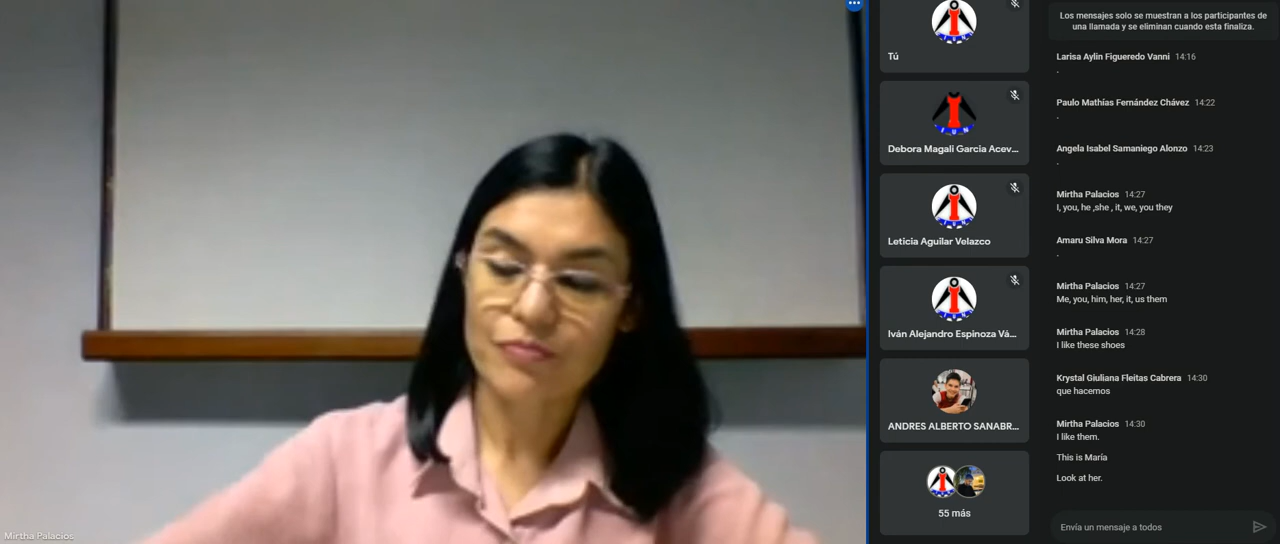 Mirtha Palacios
Tú
Debora Magali Garcia Acev...
Leticia Aguilar Velazco
Iván Alejandro Espinoza Vá...
ANDRES ALBERTO SANABR...
55 más
Los mensajes solo se muestran a los participantes de
una llamada y se eliminan cuando esta finaliza.
Larisa Aylin Figueredo Vanni 14:16
.
Paulo Mathías Fernández Chávez 14:22
.
Angela Isabel Samaniego Alonzo 14:23
.
Mirtha Palacios 14:27
I, you, he ,she , it, we, you they
Amaru Silva Mora 14:27
.
Mirtha Palacios 14:27
Me, you, him, her, it, us them
Mirtha Palacios 14:28
I like these shoes
Krystal Giuliana Fleitas Cabrera 14:30
que hacemos
Mirtha Palacios 14:30
I like them.
This is María
Look at her.
Envía un mensaje a todos